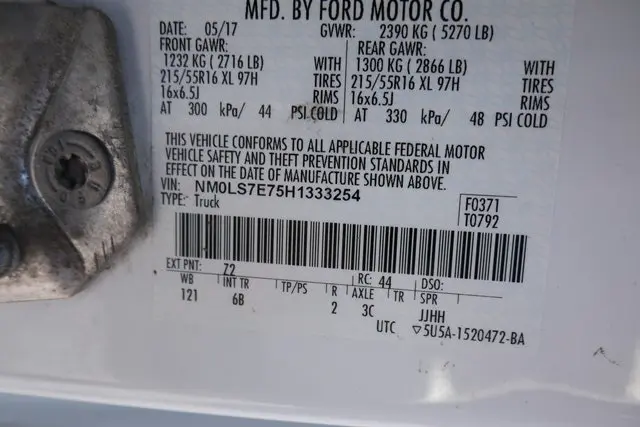 MFD. BY FORD MOTOR CO.
DATE: 05/17 GVWR: 2390 KG ( 5270 LB)
FRONT GAWR: REAR GAWR:
1232 KG ( 2716 LB) WITH 1300 KG ( 2866 LB) WITH
215/55R16 XL 97H TIRES 215/55R16 XL 97H TIRES
16x6.5J RIMS 16x6.5J RIMS
AT 300 kPa/ 44 PSI COLD AT 330 kPa/ 48 PSI COLD
THIS VEHICLE CONFORMS TO ALL APPLICABLE FEDERAL MOTOR
VEHICLE SAFETY AND THEFT PREVENTION STANDARDS IN
EFFECT ON THE DATE OF MANUFACTURE SHOWN ABOVE.
VIN: NM0LS7E75H1333254
TYPE: Truck
F0371
T0792
EXT PNT: Z2 RC: 44 DSO:
WB INT TR TP/PS R AXLE TR SPR
121 6B 2 3C JJHH
UTC ▽5U5A-1520472-BA